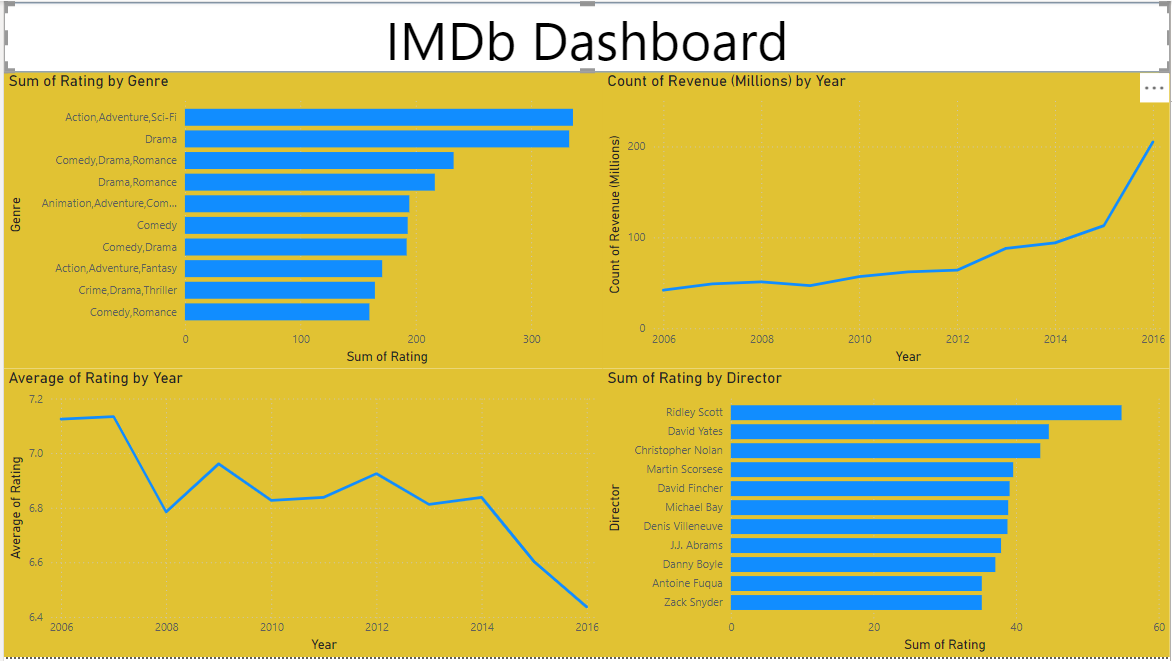 IMDb Dashboard
Sum of Rating by Genre
Genre
Action,Adventure,Sci-Fi
Drama
Comedy,Drama,Romance
Drama,Romance
Animation,Adventure,Com...
Comedy
Comedy,Drama
Action,Adventure,Fantasy
Crime,Drama,Thriller
Comedy,Romance
0 100 200 300
Sum of Rating
Count of Revenue (Millions) by Year
Count of Revenue (Millions)
200
100
0
2006 2008 2010 2012 2014 2016
Year
Average of Rating by Year
Average of Rating
7.2
7.0
6.8
6.6
6.4
2006 2008 2010 2012 2014 2016
Year
Sum of Rating by Director
Director
Ridley Scott
David Yates
Christopher Nolan
Martin Scorsese
David Fincher
Michael Bay
Denis Villeneuve
J.J. Abrams
Danny Boyle
Antoine Fuqua
Zack Snyder
0 20 40 60
Sum of Rating